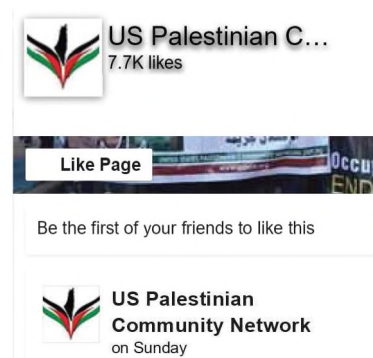 US Palestinian C...
7.7K likes
Like Page
OCCU
END
Be the first of your friends to like this
US Palestinian
Community Network
on Sunday